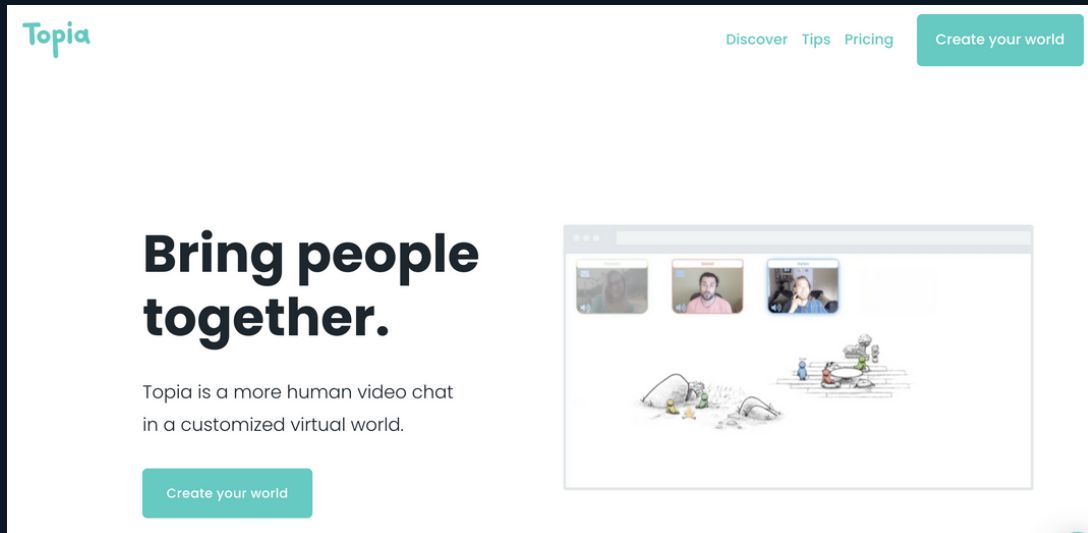 Topia
Discover Tips Pricing Create your world
Bring people
together.
Topia is a more human video chat
in a customized virtual world.
Create your world